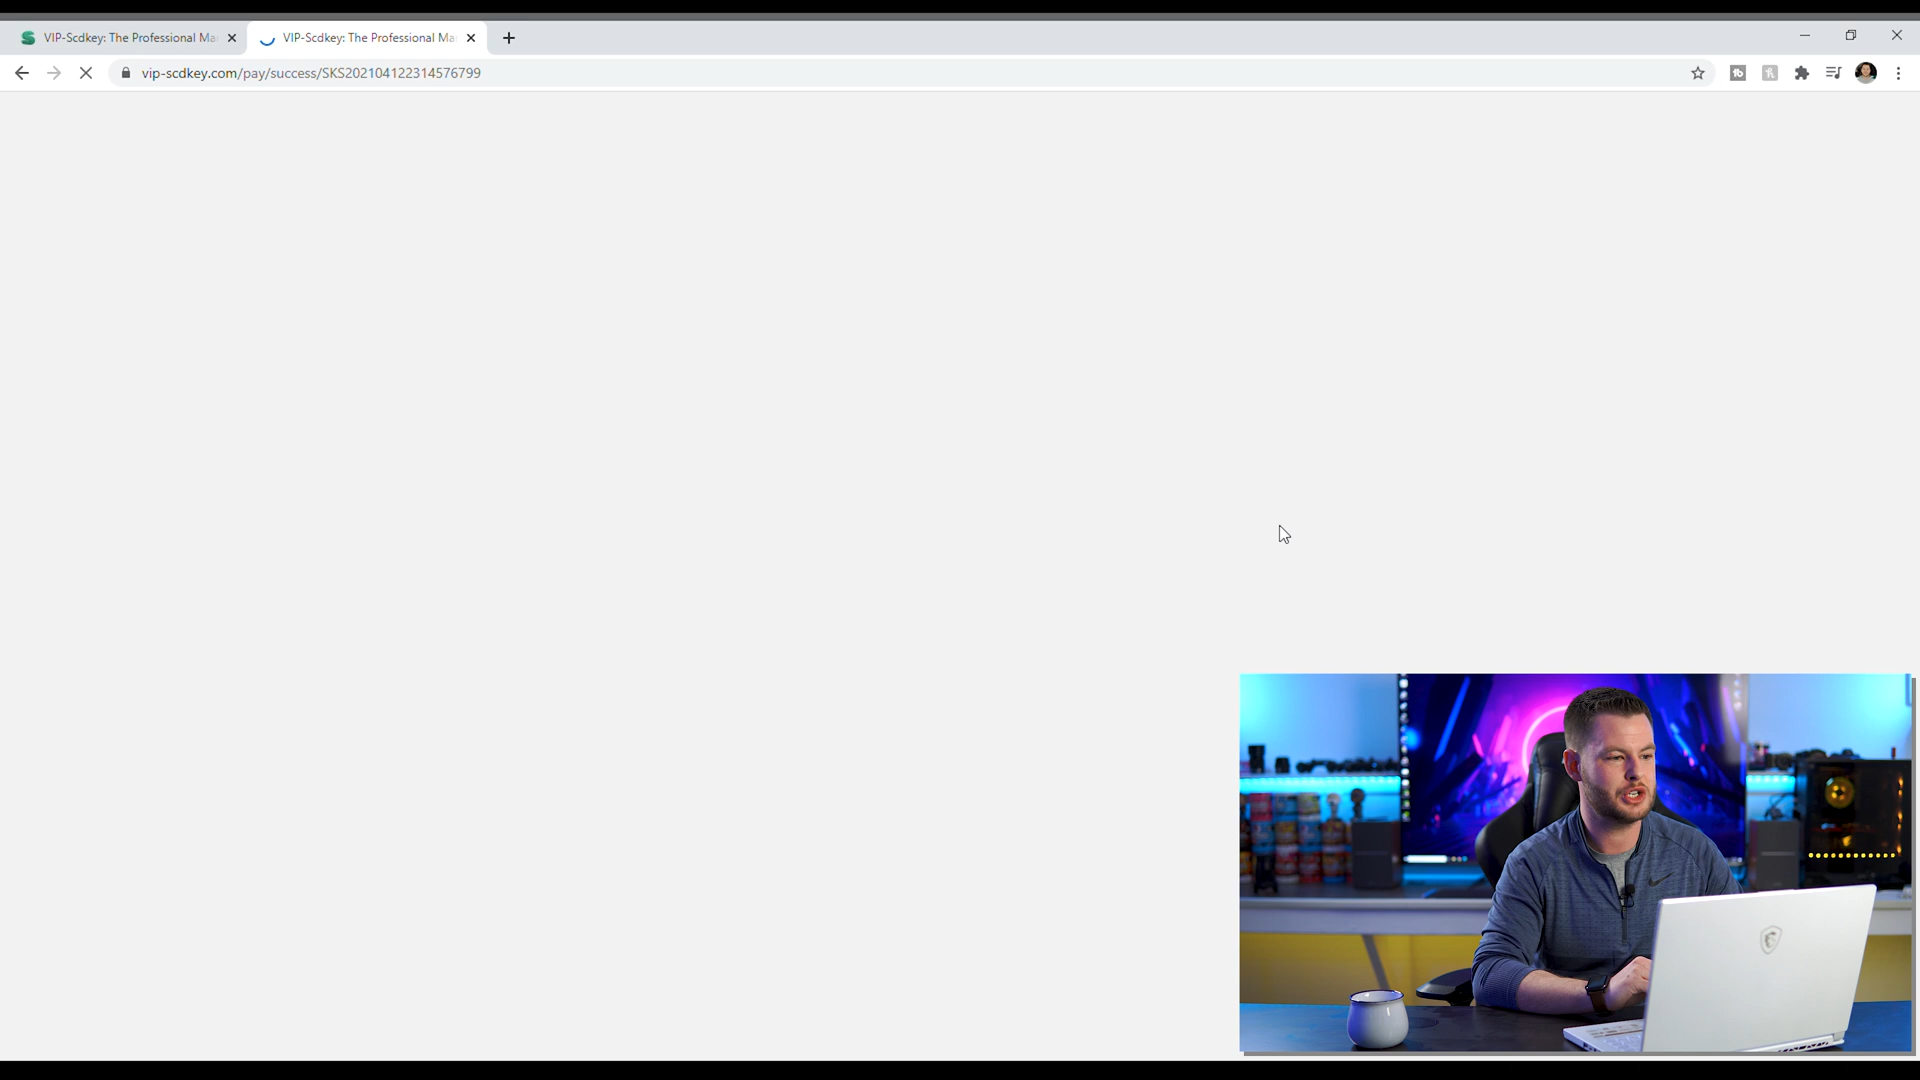 VIP-Scdkey: The Professional Ma
VIP-Scdkey: The Professional Ma
vip-scdkey.com/pay/success/SKS202104122314576799